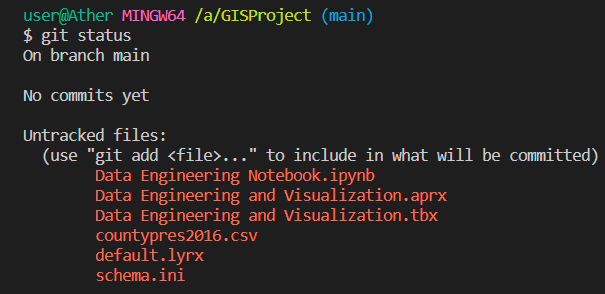 user@Ather MINGW64 /a/GISProject (main)
$ git status
On branch main
No commits yet
Untracked files:
(use "git add <file>..." to include in what will be committed)
Data Engineering Notebook.ipynb
Data Engineering and Visualization.aprx
Data Engineering and Visualization.tbx
countypres2016.csv
default.lyrx
schema.ini